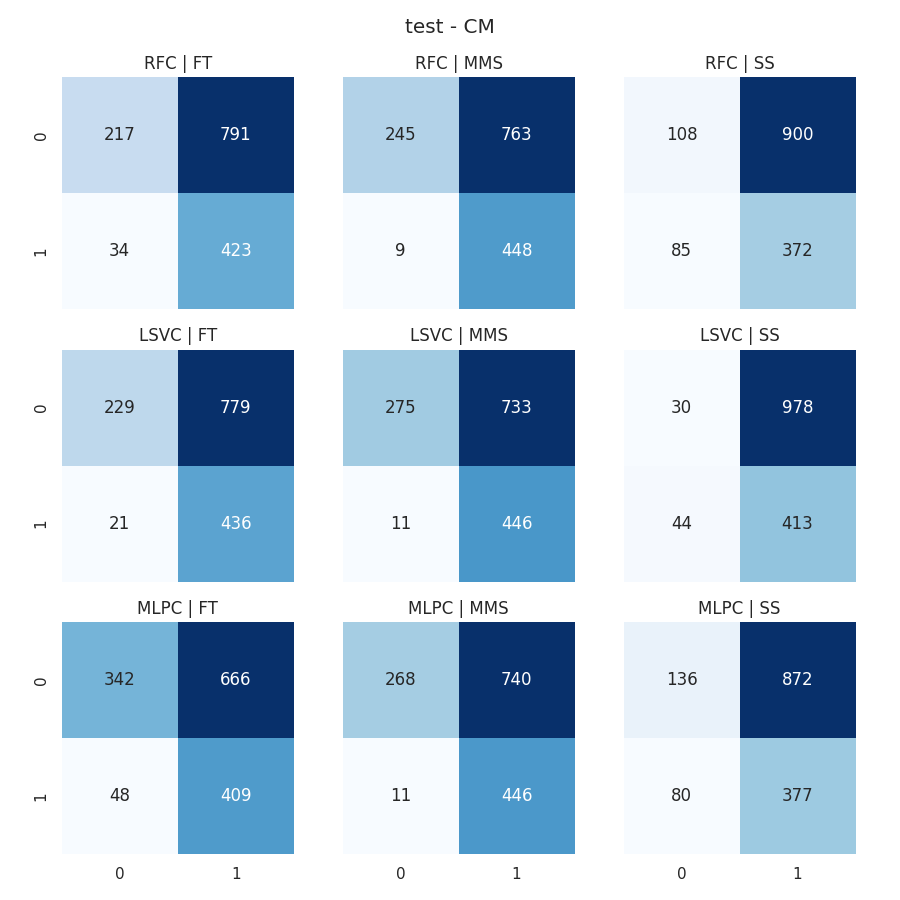 test - CM
RFC | FT RFC | MMS RFC | SS
0 217 791 245 763 108 900
1 34 423 9 448 85 372
LSVC | FT LSVC | MMS LSVC | SS
0 229 779 275 733 30 978
1 21 436 11 446 44 413
MLPC | FT MLPC | MMS MLPC | SS
0 342 666 268 740 136 872
1 48 409 11 446 80 377
0 1 0 1 0 1